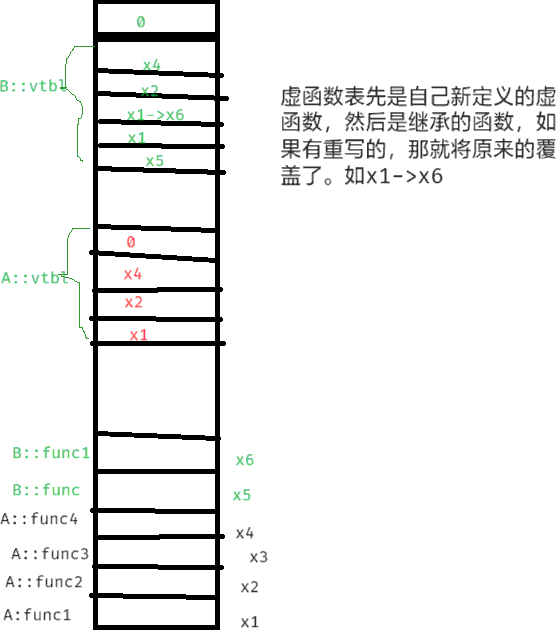 0
x4
B::vtbl
x2
x1->x6
x1
x5
虚函数表先是自己新定义的虚
函数，然后是继承的函数，如
果有重写的，那就将原来的覆
盖了。如x1->x6
0
A::vtbl
x4
x2
x1
B::func1
x6
B::func
x5
A::func4
x4
A::func3
x3
A::func2
x2
A:func1
x1